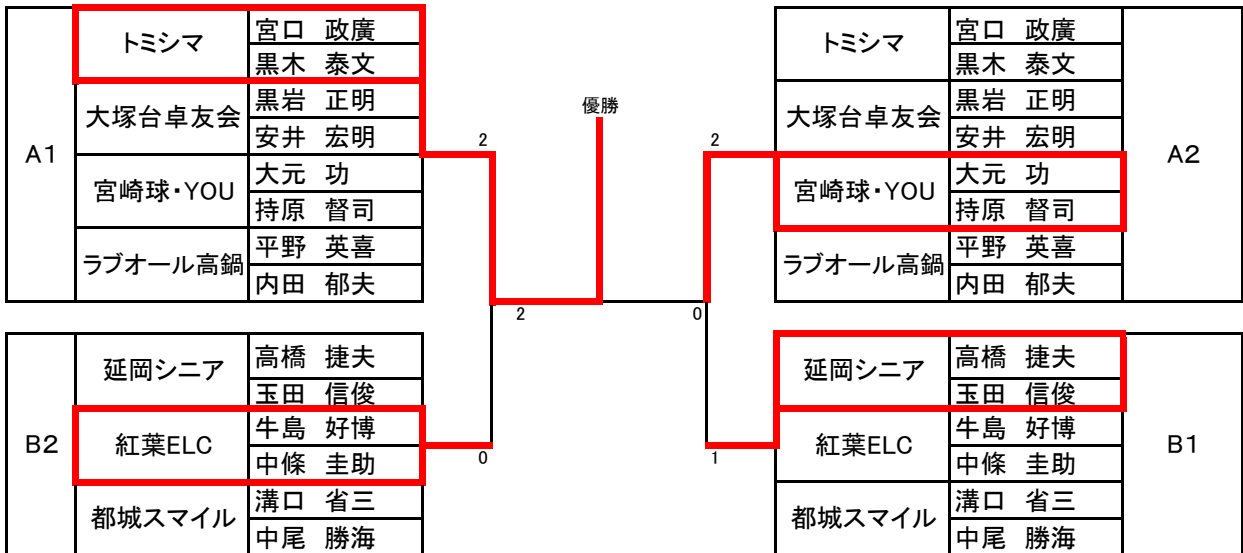 A1
トミシマ
宮口 政廣
黒木 泰文
大塚台卓友会
黒岩 正明
安井 宏明
宮崎球・YOU
大元 功
持原 督司
ラブオール高鍋
平野 英喜
内田 郁夫
B2
延岡シニア
高橋 捷夫
玉田 信俊
紅葉ELC
牛島 好博
中條 圭助
都城スマイル
溝口 省三
中尾 勝海
優勝
2
2
2
0
0
1
トミシマ
宮口 政廣
黒木 泰文
大塚台卓友会
黒岩 正明
安井 宏明
宮崎球・YOU
大元 功
持原 督司
ラブオール高鍋
平野 英喜
内田 郁夫
A2
延岡シニア
高橋 捷夫
玉田 信俊
紅葉ELC
牛島 好博
中條 圭助
都城スマイル
溝口 省三
中尾 勝海
B1